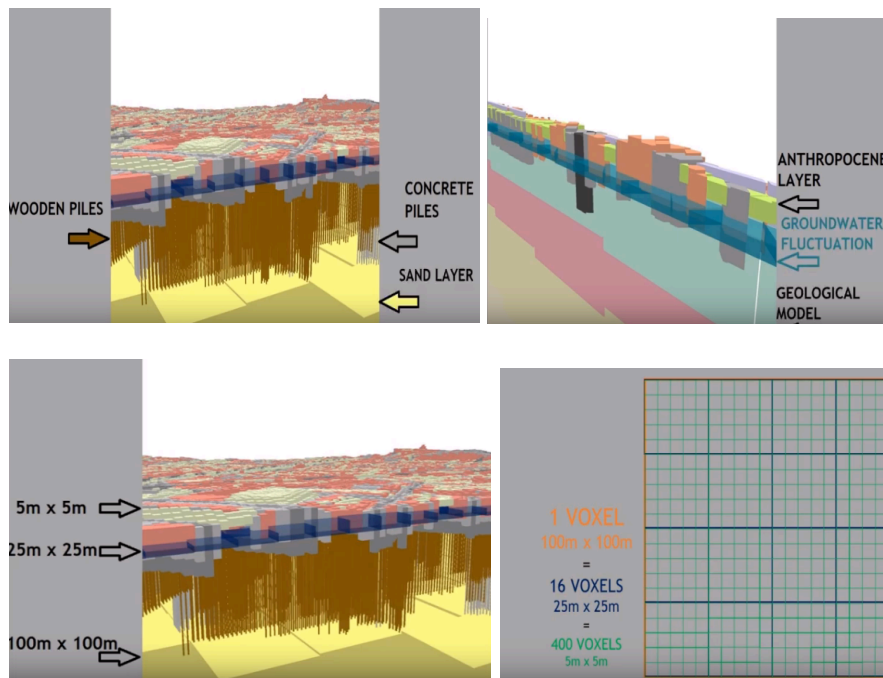 WOODEN PILES
CONCRETE
PILES
SAND LAYER
ANTHROPOCENE
LAYER
GROUNDWATER
FLUCTUATION
GEOLOGICAL
MODEL
5m x 5m
25m x 25m
100m x 100m
1 VOXEL
100m x 100m
=
16 VOXELS
25m x 25m
=
400 VOXELS
5m x 5m